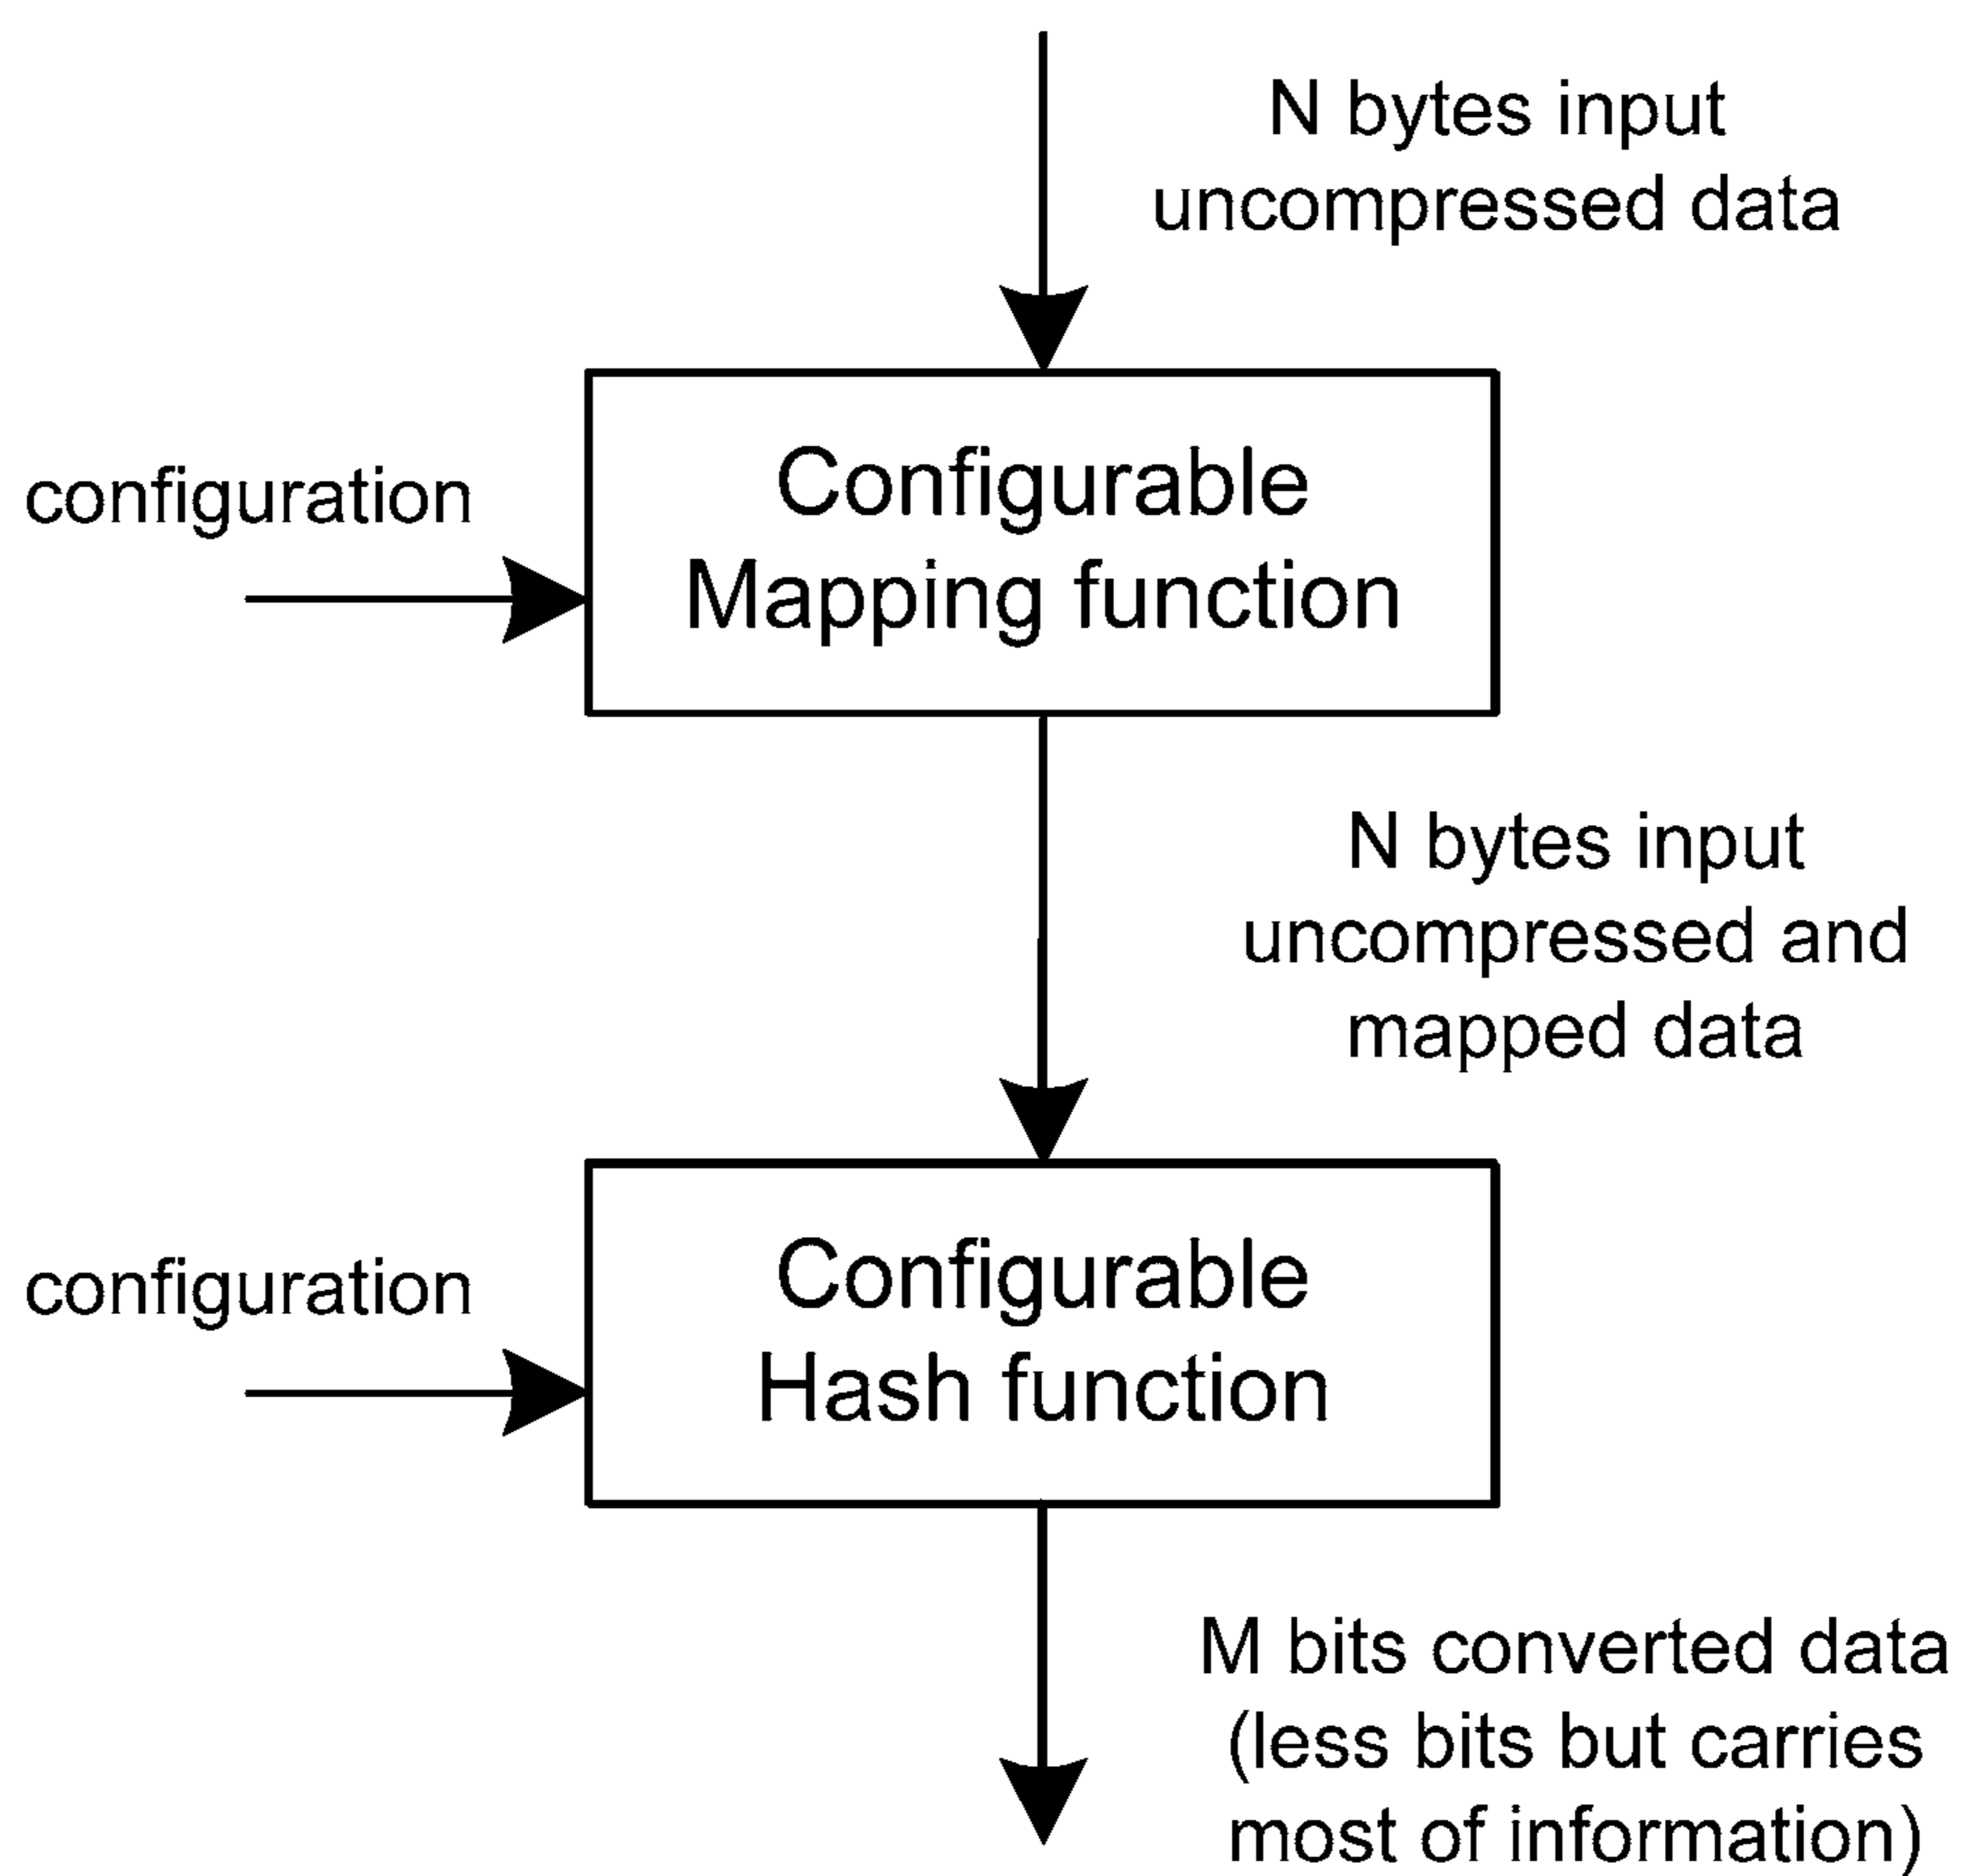 N bytes input
uncompressed data
configuration
Configurable
Mapping function
N bytes input
uncompressed and
mapped data
configuration
Configurable
Hash function
M bits converted data
(less bits but carries
most of information)